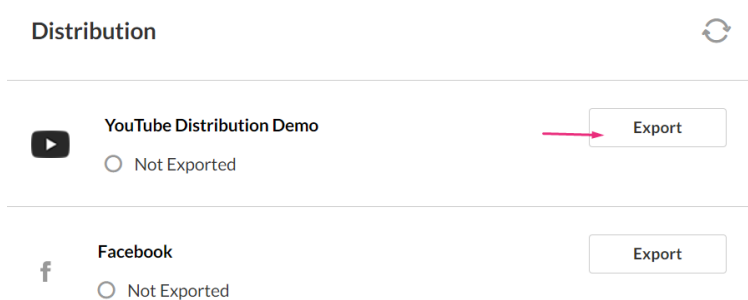 Distribution
YouTube Distribution Demo
Export
Not Exported
Facebook
Export
Not Exported